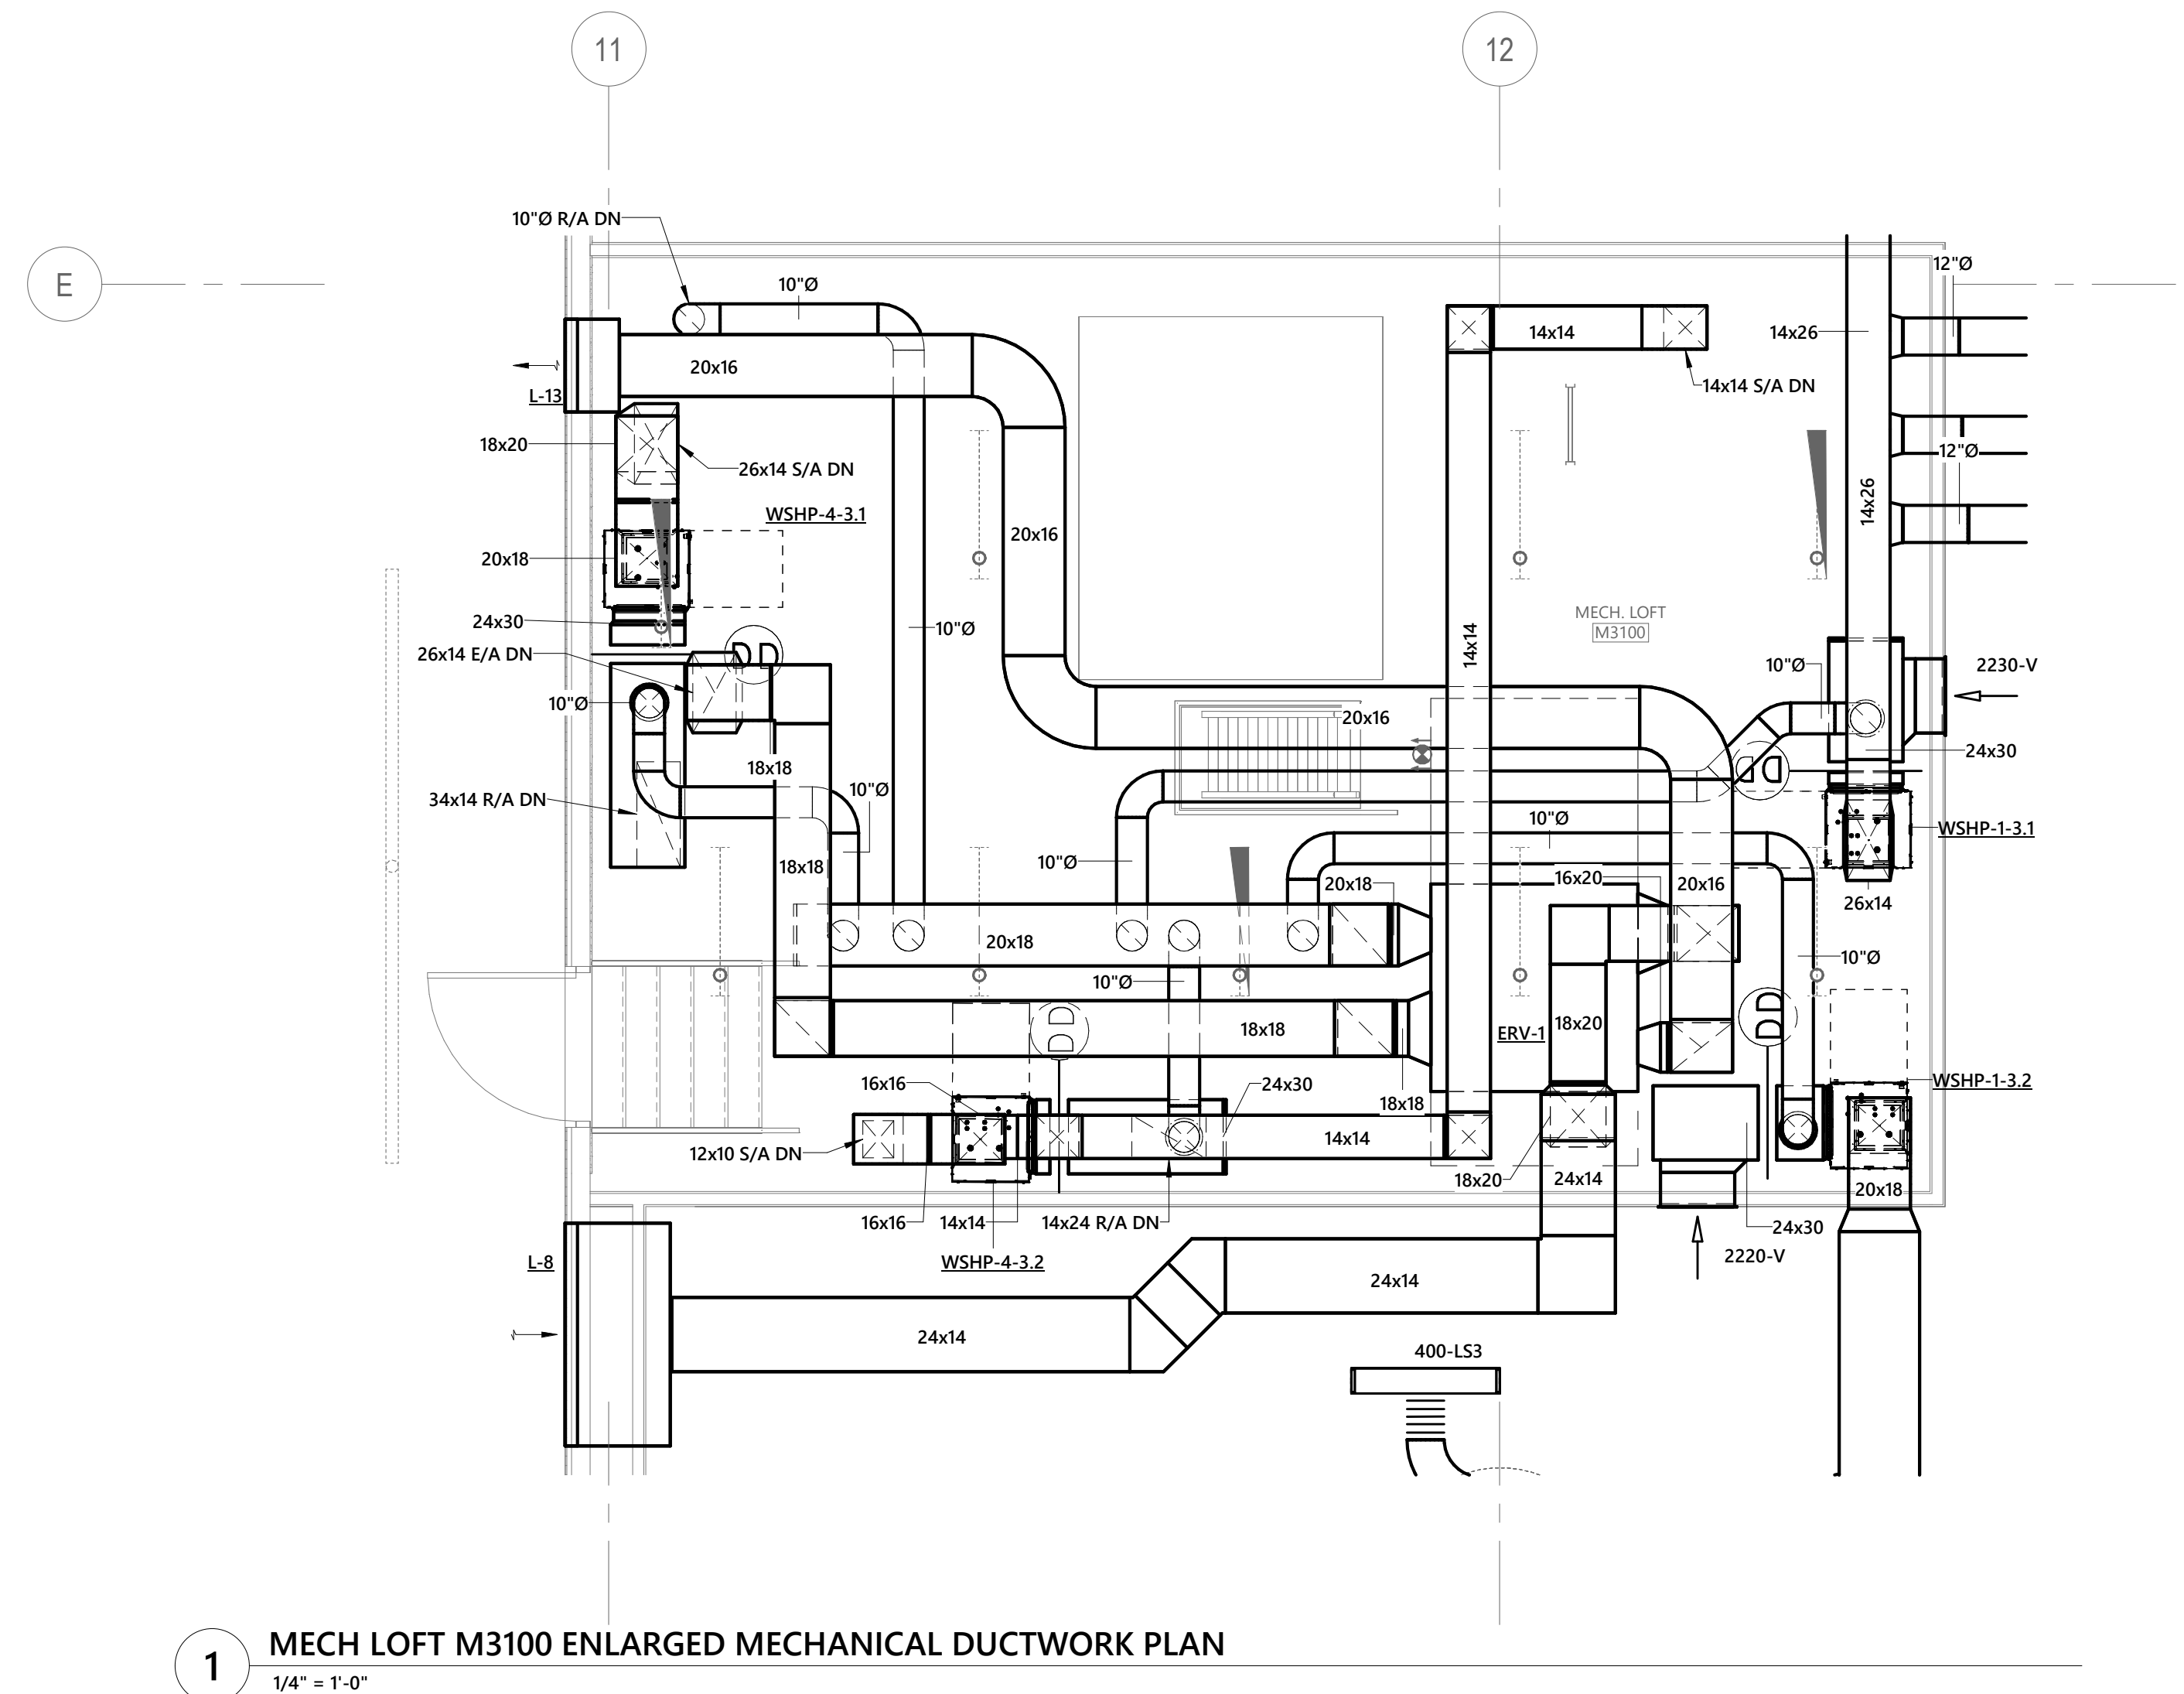 11
12
10"Ø R/A DN
E
12"Ø
10"Ø
14x14
14x26
20x16
14x14 S/A DN
L-13
18x20
26x14 S/A DN
12"Ø
14x26
WSHP-4-3.1
20x16
20x18
MECH. LOFT
M3100
24x30
10"Ø
14x14
26x14 E/A DN
DD
10"Ø
2230-V
10"Ø
20x16
24x30
18x18
DD
10"Ø
34x14 R/A DN
10"Ø
WSHP-1-3.1
10"Ø
18x18
20x18
16x20
20x16
26x14
20x18
10"Ø
10"Ø
18x18
DD
18x20
ERV-1
DD
16x16
24x30
18x18
WSHP-1-3.2
14x14
12x10 S/A DN
18x20
24x14
20x18
16x16
14x14
14x24 R/A DN
24x30
L-8
WSHP-4-3.2
2220-V
24x14
24x14
400-LS3
1
MECH LOFT M3100 ENLARGED MECHANICAL DUCTWORK PLAN
1/4" = 1'-0"